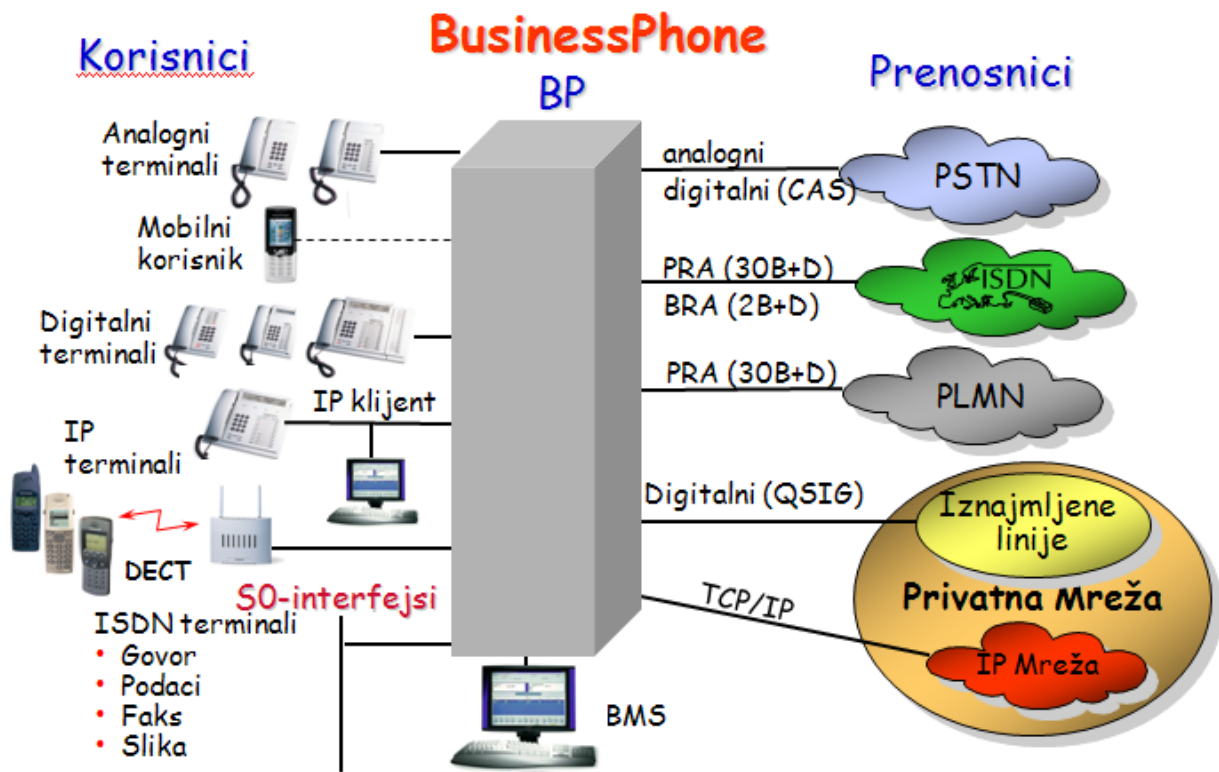 BusinessPhone
Korisnici
BP
Prenosnici
Analogni
terminali
Mobilni
korisnik
Digitalni
terminali
IP klijent
IP
terminali
DECT
S0-interfejsi
ISDN terminali
• Govor
• Podaci
• Faks
• Slika
BMS
analogni
digitalni (CAS)
PSTN
PRA (30B+D)
BRA (2B+D)
ISDN
PRA (30B+D)
PLMN
Digitalni (QSIG)
Iznajmljene
linije
Privatna Mreža
TCP/IP
IP Mreža